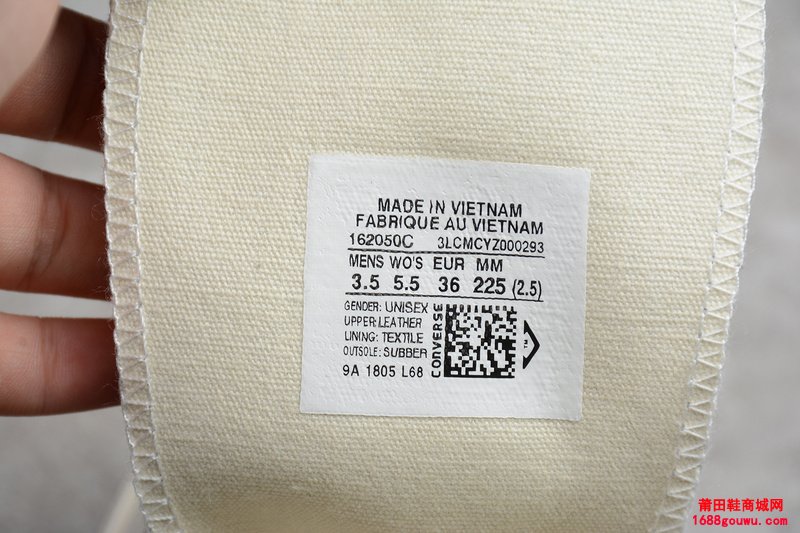 MADE IN VIETNAM
FABRIQUE AU VIETNAM
162050C 3LCMCYZ000293
MENS WO'S EUR MM
3.5 5.5 36 225 (2.5)
GENDER: UNISEX
UPPER:LEATHER
LINING: TEXTILE
OUTSOLE: SUBBER
9A 1805 L68
CONVERSE
TM
莆田鞋商城网
1688gouwu.com